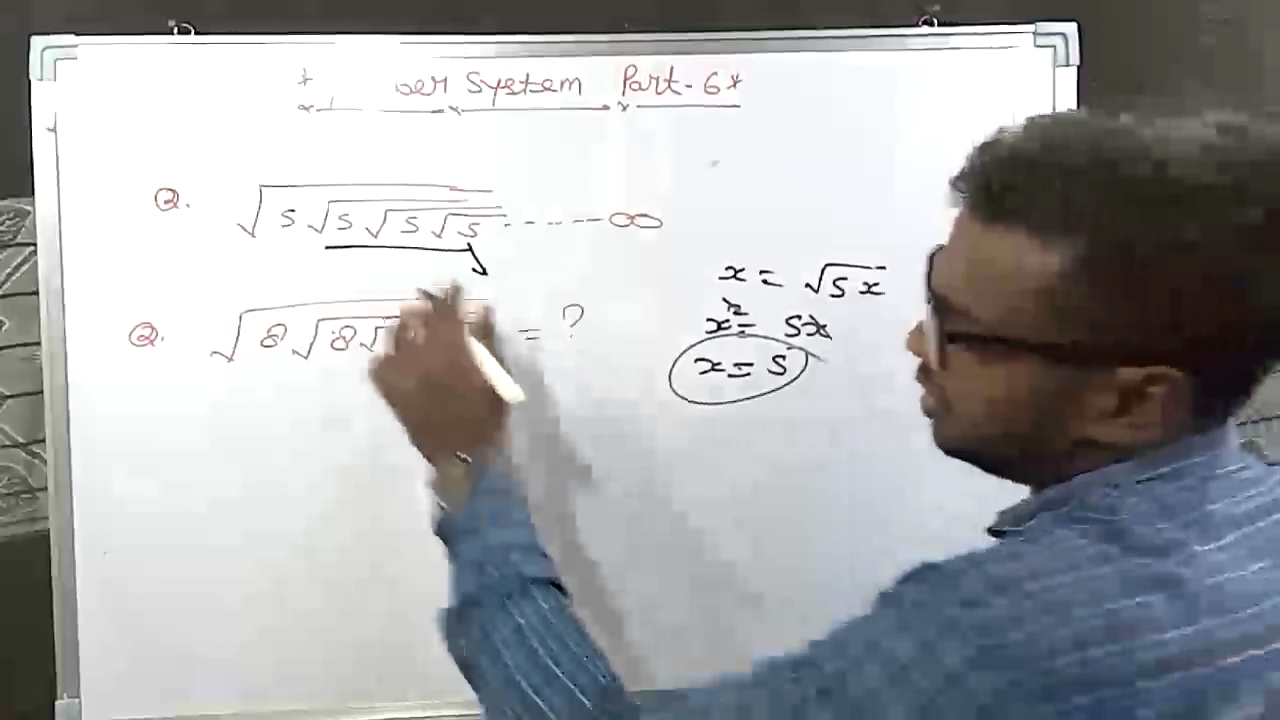 * ber System Part-6*
Q. √5√5√5√5-----∞
x = √5x
x² = 5x
x = 5
Q. √8√8√ = ?